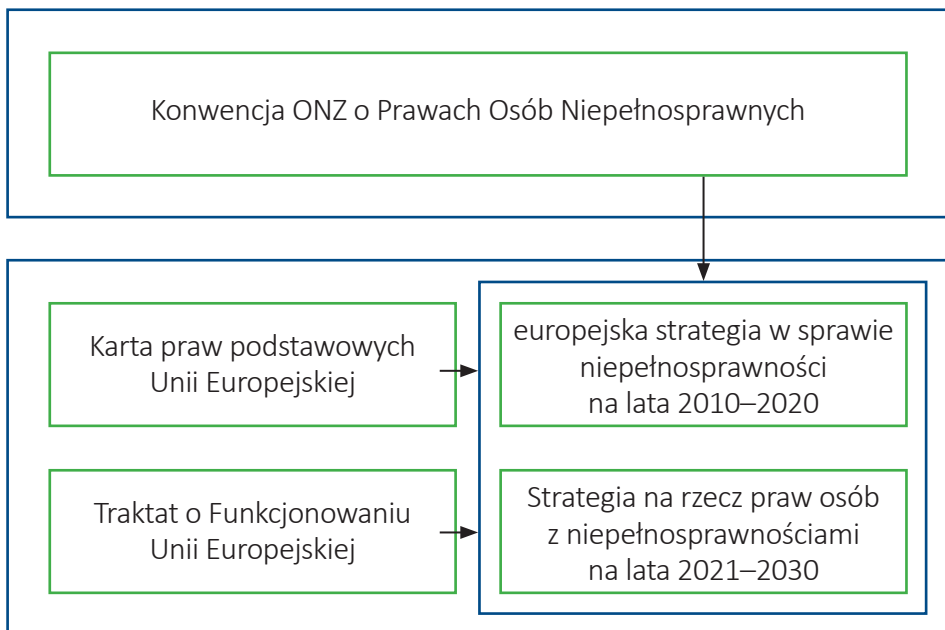 Konwencja ONZ o Prawach Osób Niepełnosprawnych
Karta praw podstawowych
Unii Europejskiej
europejska strategia w sprawie
niepełnosprawności
na lata 2010–2020
Traktat o Funkcjonowaniu
Unii Europejskiej
Strategia na rzecz praw osób
z niepełnosprawnościami
na lata 2021–2030